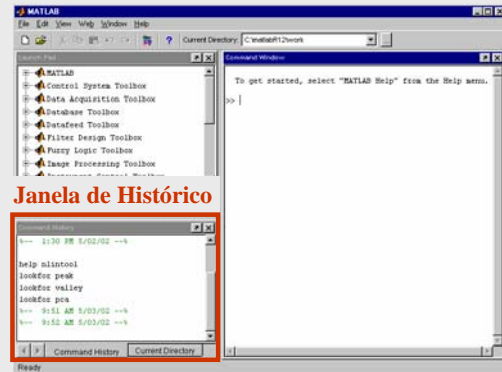 MATLAB
File Edit View Web Window Help
? Current Directory: C:\matlabR12\work
Launch Pad
MATLAB
Control System Toolbox
Data Acquisition Toolbox
Database Toolbox
Datafeed Toolbox
Filter Design Toolbox
Fuzzy Logic Toolbox
Image Processing Toolbox
Command Window
To get started, select "MATLAB Help" from the Help menu.
>>
Janela de Histórico
Command History
%-- 1:30 PM 5/02/02 --%
help nlintool
lookfor peak
lookfor valley
lookfor pca
%-- 9:51 AM 5/03/02 --%
%-- 9:52 AM 5/03/02 --%
Command History Current Directory
Ready